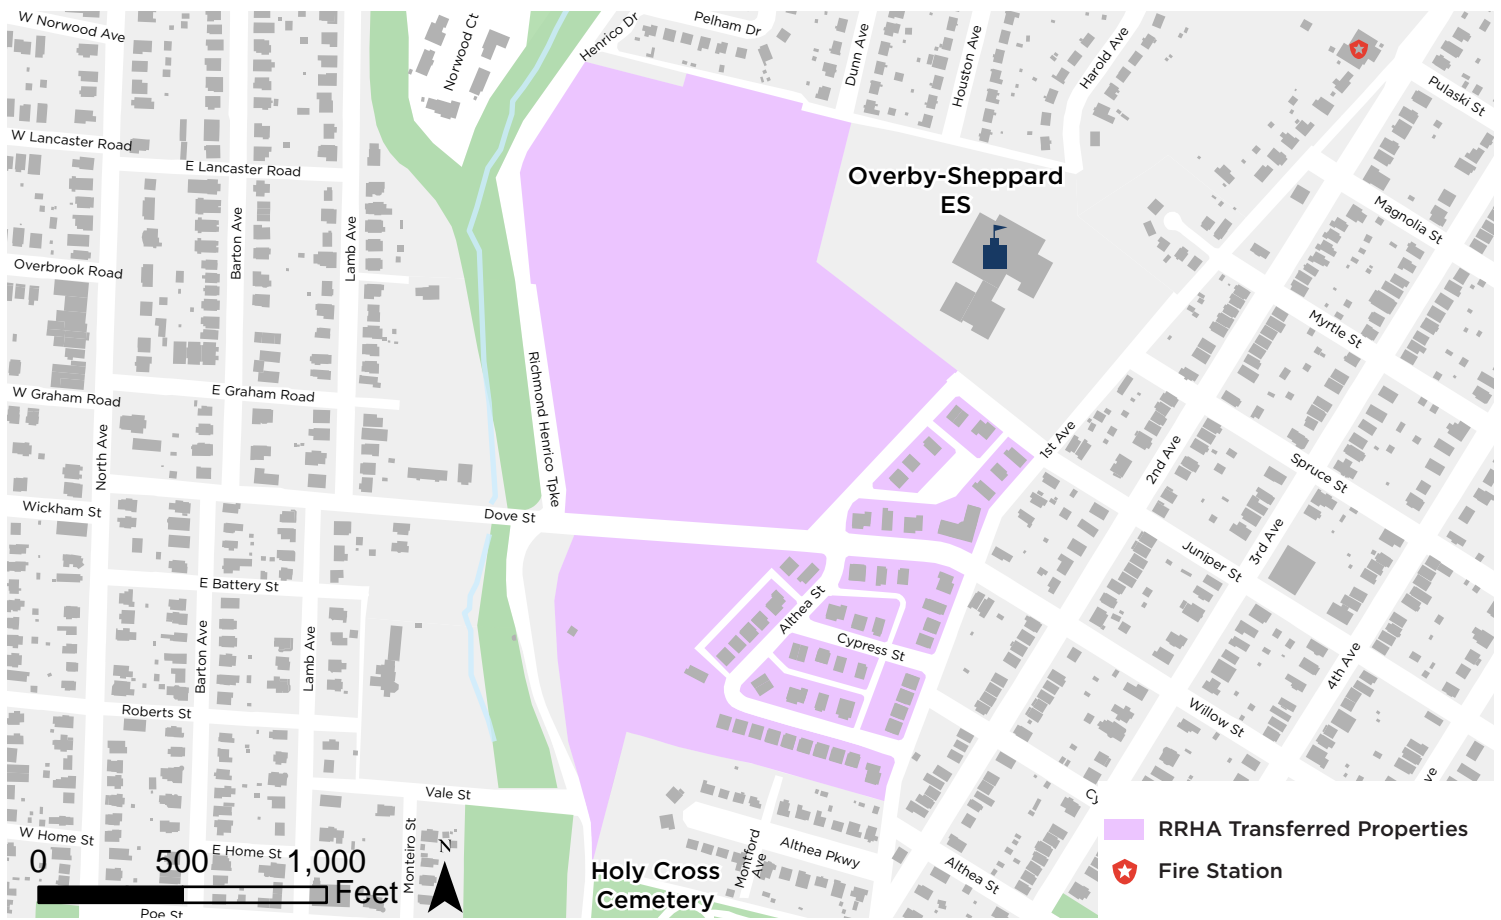 W Norwood Ave
Norwood Ct
Henrico Dr
Pelham Dr
Dunn Ave
Houston Ave
Harold Ave
Pulaski St
W Lancaster Road
E Lancaster Road
Overby-Sheppard
ES
Magnolia St
Barton Ave
Lamb Ave
Overbrook Road
Myrtle St
Richmond Henrico Tpke
W Graham Road
E Graham Road
North Ave
1st Ave
2nd Ave
Spruce St
Wickham St
Dove St
3rd Ave
Juniper St
E Battery St
Althea St
Cypress St
Barton Ave
Lamb Ave
4th Ave
Roberts St
Willow St
Vale St
W Home St
E Home St
Monteiro St
Montford
Ave
Althea Pkwy
Althea St
Holy Cross
Cemetery
Poe St
0 500 1,000
Feet
N
RRHA Transferred Properties
Fire Station